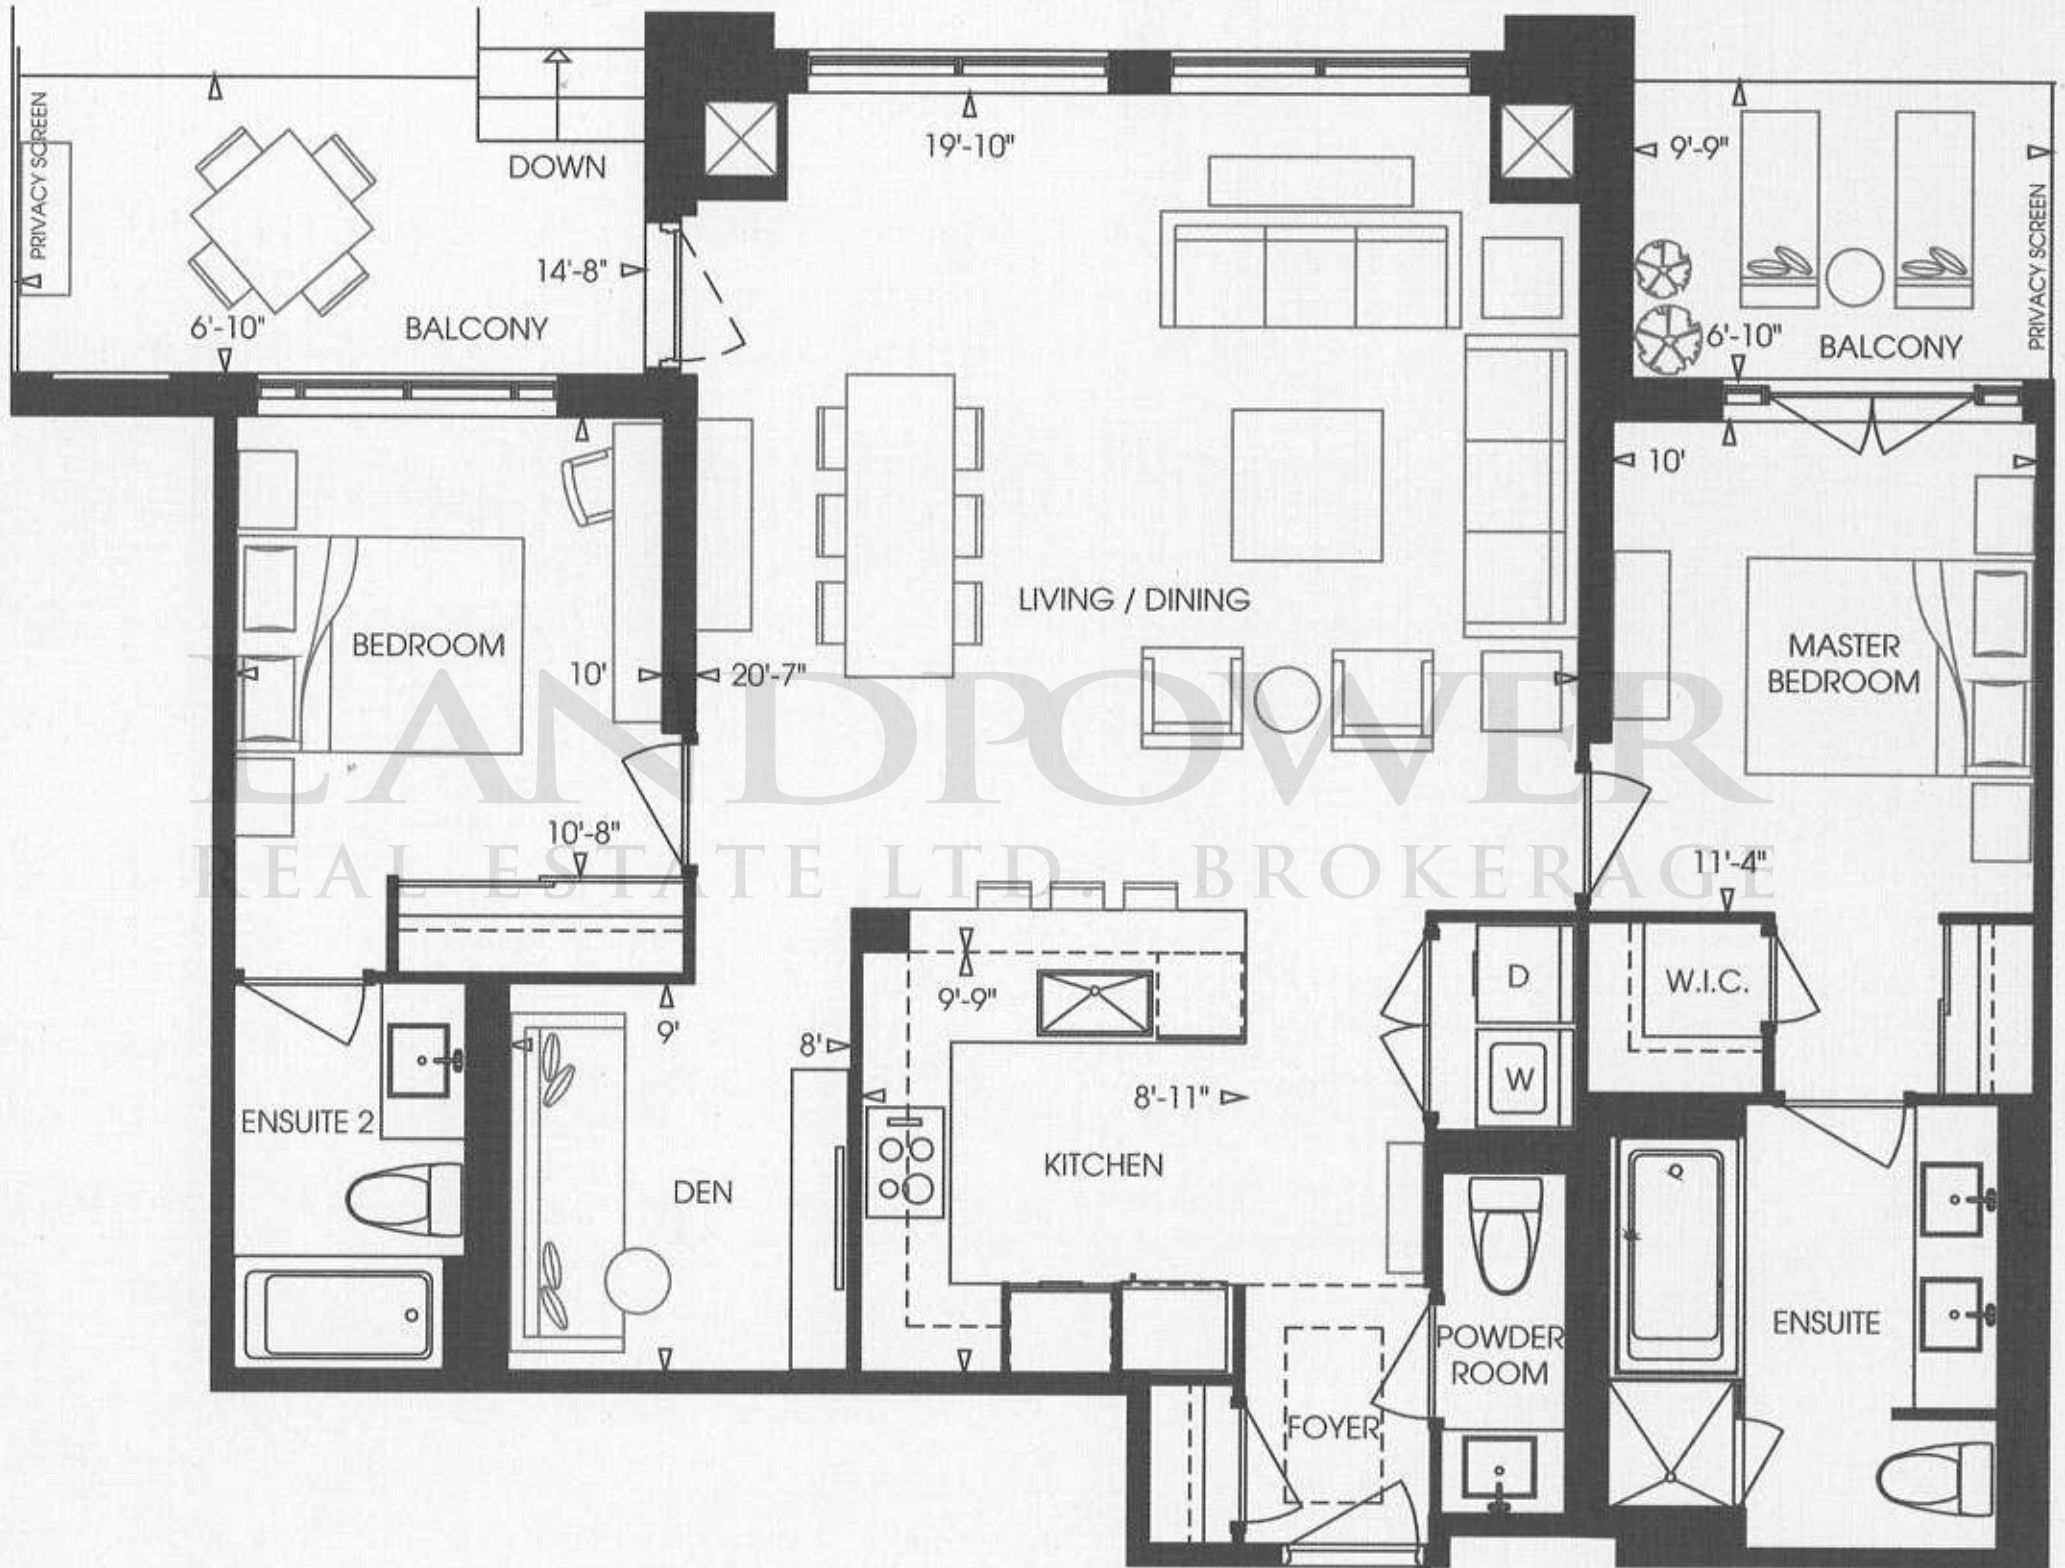 PRIVACY SCREEN
DOWN
14'-8"
6'-10"
BALCONY
19'-10"
9'-9"
PRIVACY SCREEN
6'-10"
BALCONY
10'
LIVING / DINING
BEDROOM
10'
20'-7"
MASTER
BEDROOM
LANDPOWER
REAL ESTATE LTD. BROKERAGE
10'-8"
11'-4"
9'
8'
9'-9"
D
W.I.C.
W
8'-11"
ENSUITE 2
DEN
KITCHEN
POWDER
ROOM
ENSUITE
FOYER